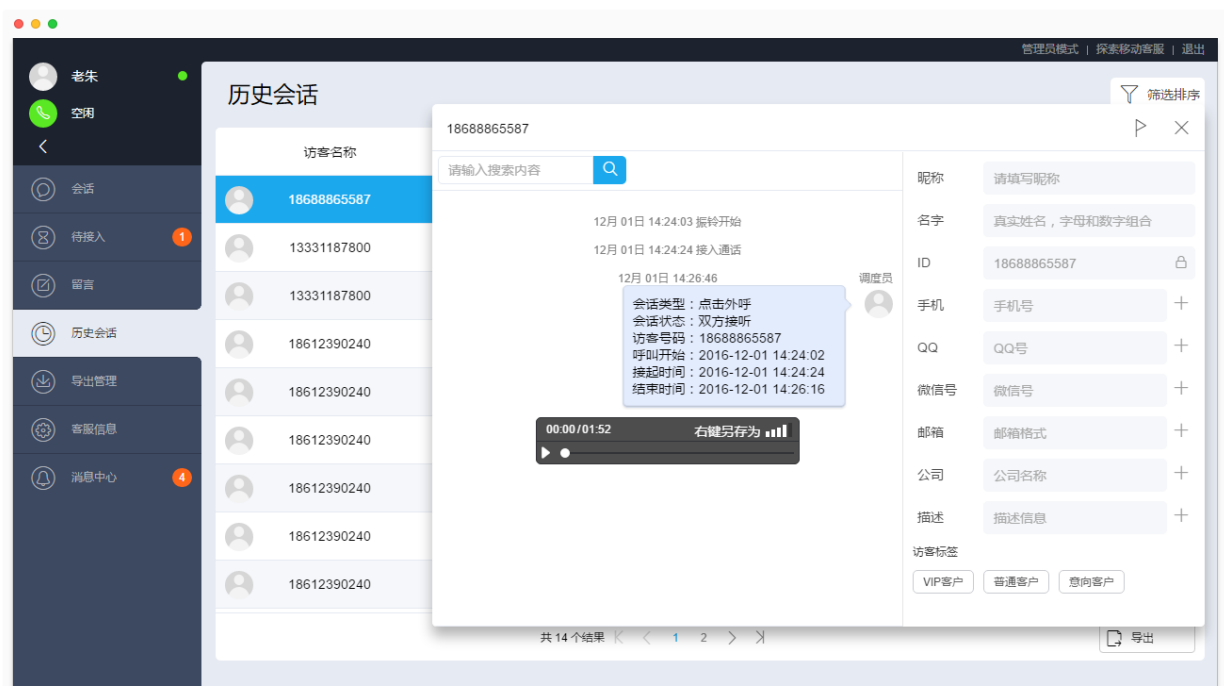 管理员模式 | 探索移动客服 | 退出
老朱
空闲
会话
待接入 1
留言
历史会话
导出管理
客服信息
消息中心 4
历史会话
筛选排序
访客名称
18688865587
13331187800
13331187800
18612390240
18612390240
18612390240
18612390240
18612390240
18612390240
共 14 个结果 1 2
导出
18688865587
请输入搜索内容
12月 01日 14:24:03 振铃开始
12月 01日 14:24:24 接入通话
12月 01日 14:26:46
调度员
会话类型：点击外呼
会话状态：双方接听
访客号码：18688865587
呼叫开始：2016-12-01 14:24:02
接起时间：2016-12-01 14:24:24
结束时间：2016-12-01 14:26:16
00:00/01:52 右键另存为
昵称 请填写昵称
名字 真实姓名，字母和数字组合
ID 18688865587
手机 手机号
QQ QQ号
微信号 微信号
邮箱 邮箱格式
公司 公司名称
描述 描述信息
访客标签
VIP客户 普通客户 意向客户